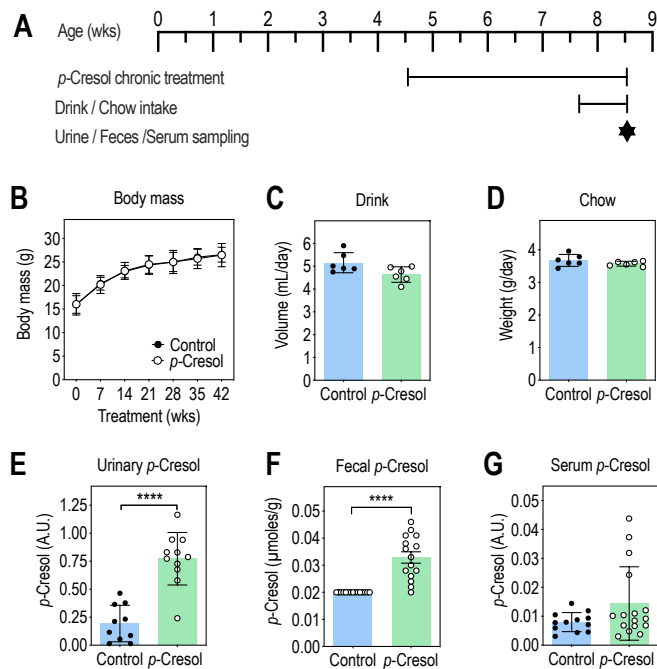 A
Age (wks)
0 1 2 3 4 5 6 7 8 9
p-Cresol chronic treatment
Drink / Chow intake
Urine / Feces /Serum sampling
B
Body mass
Body mass (g)
30
25
20
15
10
5
0
Control
p-Cresol
0 7 14 21 28 35 42
Treatment (wks)
C
Drink
Volume (mL/day)
6
5
4
3
2
1
0
Control p-Cresol
D
Chow
Weight (g/day)
4
2
0
Control p-Cresol
E
Urinary p-Cresol
p-Cresol (A.U.)
1.25
1.00
0.75
0.50
0.25
0.00
****
Control p-Cresol
F
Fecal p-Cresol
p-Cresol (µmoles/g)
0.05
0.04
0.03
0.02
0.01
0.00
****
Control p-Cresol
G
Serum p-Cresol
p-Cresol (A.U.)
0.05
0.04
0.03
0.02
0.01
0.00
Control p-Cresol